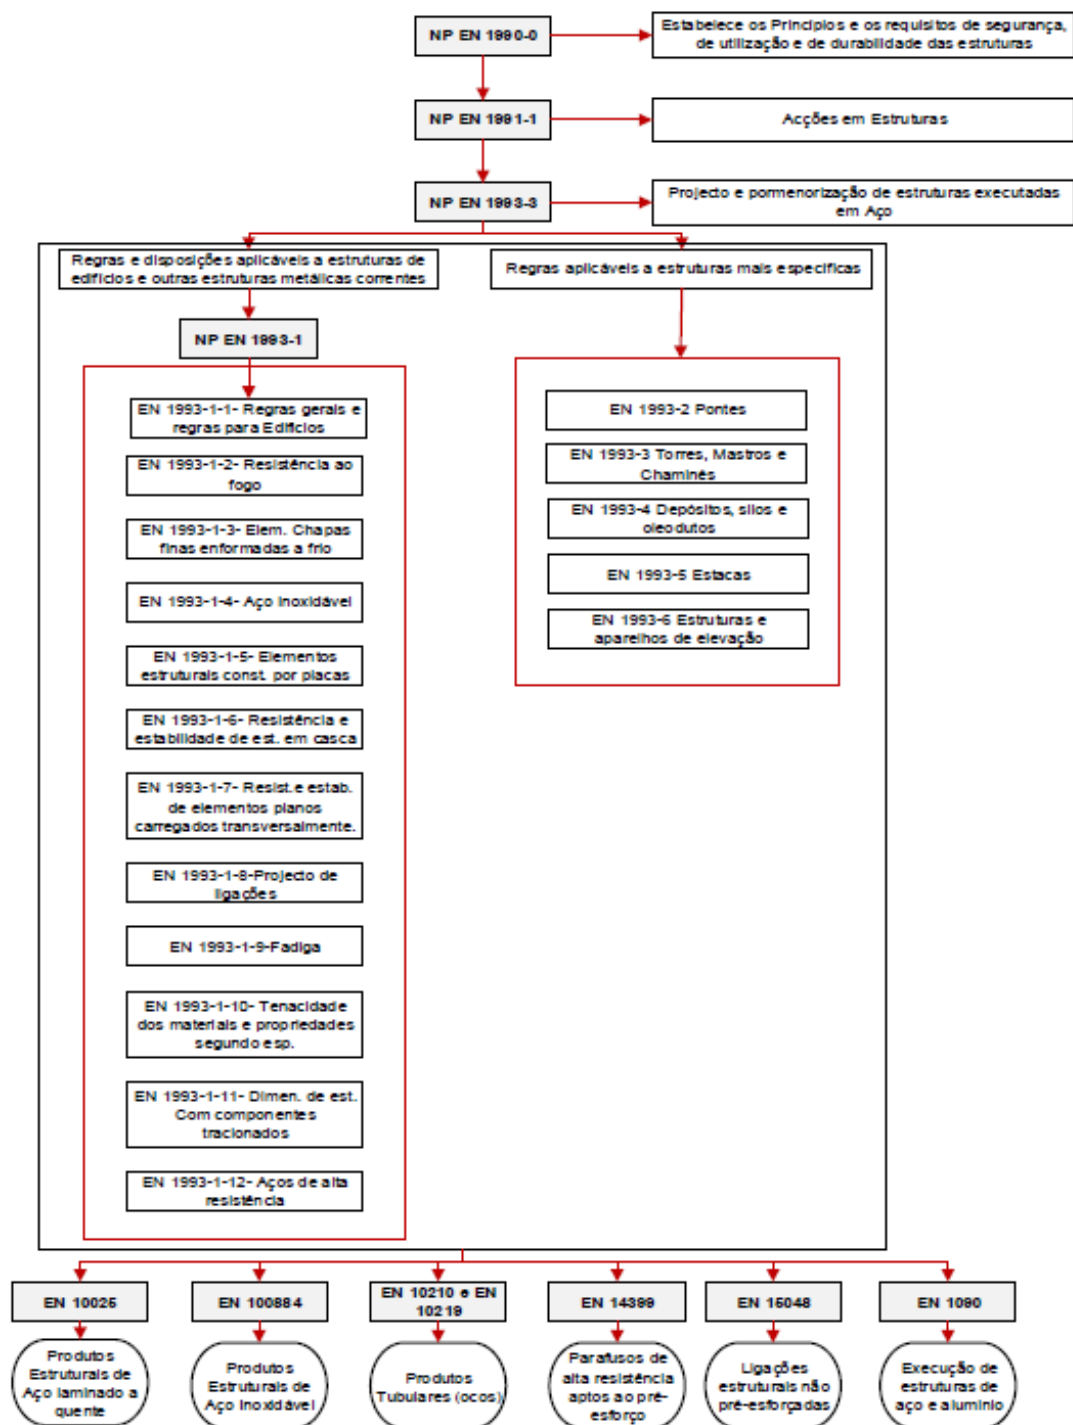 NP EN 1990-0
Estabelece os Princípios e os requisitos de segurança,
de utilização e de durabilidade das estruturas
NP EN 1991-1
Acções em Estruturas
NP EN 1993-3
Projecto e pormenorização de estruturas executadas
em Aço
Regras e disposições aplicáveis a estruturas de
edifícios e outras estruturas metálicas correntes
Regras aplicáveis a estruturas mais específicas
NP EN 1993-1
EN 1993-1-1- Regras gerais e
regras para Edifícios
EN 1993-1-2- Resistência ao
fogo
EN 1993-1-3- Elem. Chapas
finas enformadas a frio
EN 1993-1-4- Aço Inoxidável
EN 1993-1-5- Elementos
estruturais const. por placas
EN 1993-1-6- Resistência e
estabilidade de est. em casca
EN 1993-1-7- Resist.e estab.
de elementos planos
carregados transversalmente.
EN 1993-1-8-Projecto de
ligações
EN 1993-1-9-Fadiga
EN 1993-1-10- Tenacidade
dos materiais e propriedades
segundo esp.
EN 1993-1-11- Dimen. de est.
Com componentes
tracionados
EN 1993-1-12- Aços de alta
resistência
EN 1993-2 Pontes
EN 1993-3 Torres, Mastros e
Chaminés
EN 1993-4 Depósitos, silos e
oleodutos
EN 1993-5 Estacas
EN 1993-6 Estruturas e
aparelhos de elevação
EN 10025
EN 100884
EN 10210 e EN
10219
EN 14399
EN 15048
EN 1090
Produtos
Estruturais de
Aço laminado a
quente
Produtos
Estruturais de
Aço Inoxidável
Produtos
Tubulares (ocos)
Parafusos de
alta resistência
aptos ao pré-
esforço
Ligações
estruturais não
pré-esforçadas
Execução de
estruturas de
aço e alumínio